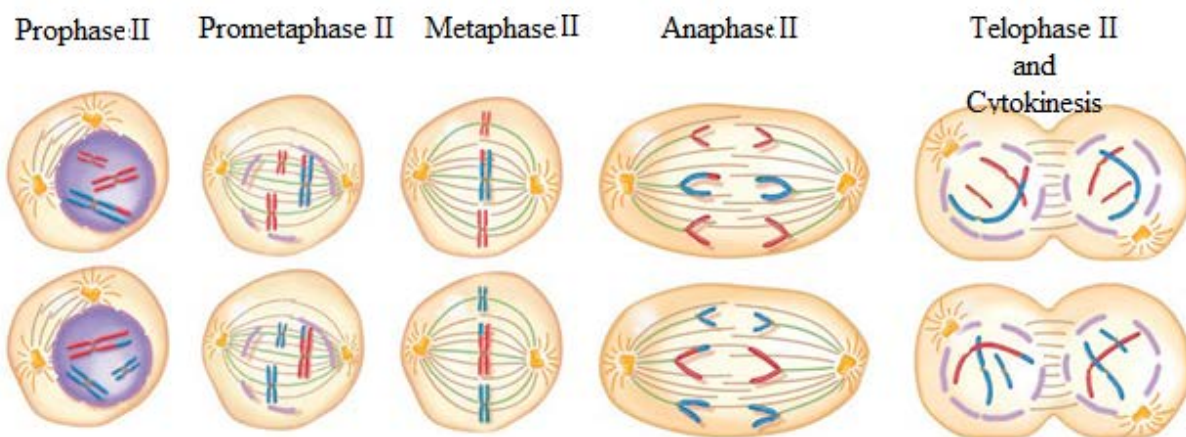 Prophase II
Prometaphase II
Metaphase II
Anaphase II
Telophase II
and
Cytokinesis